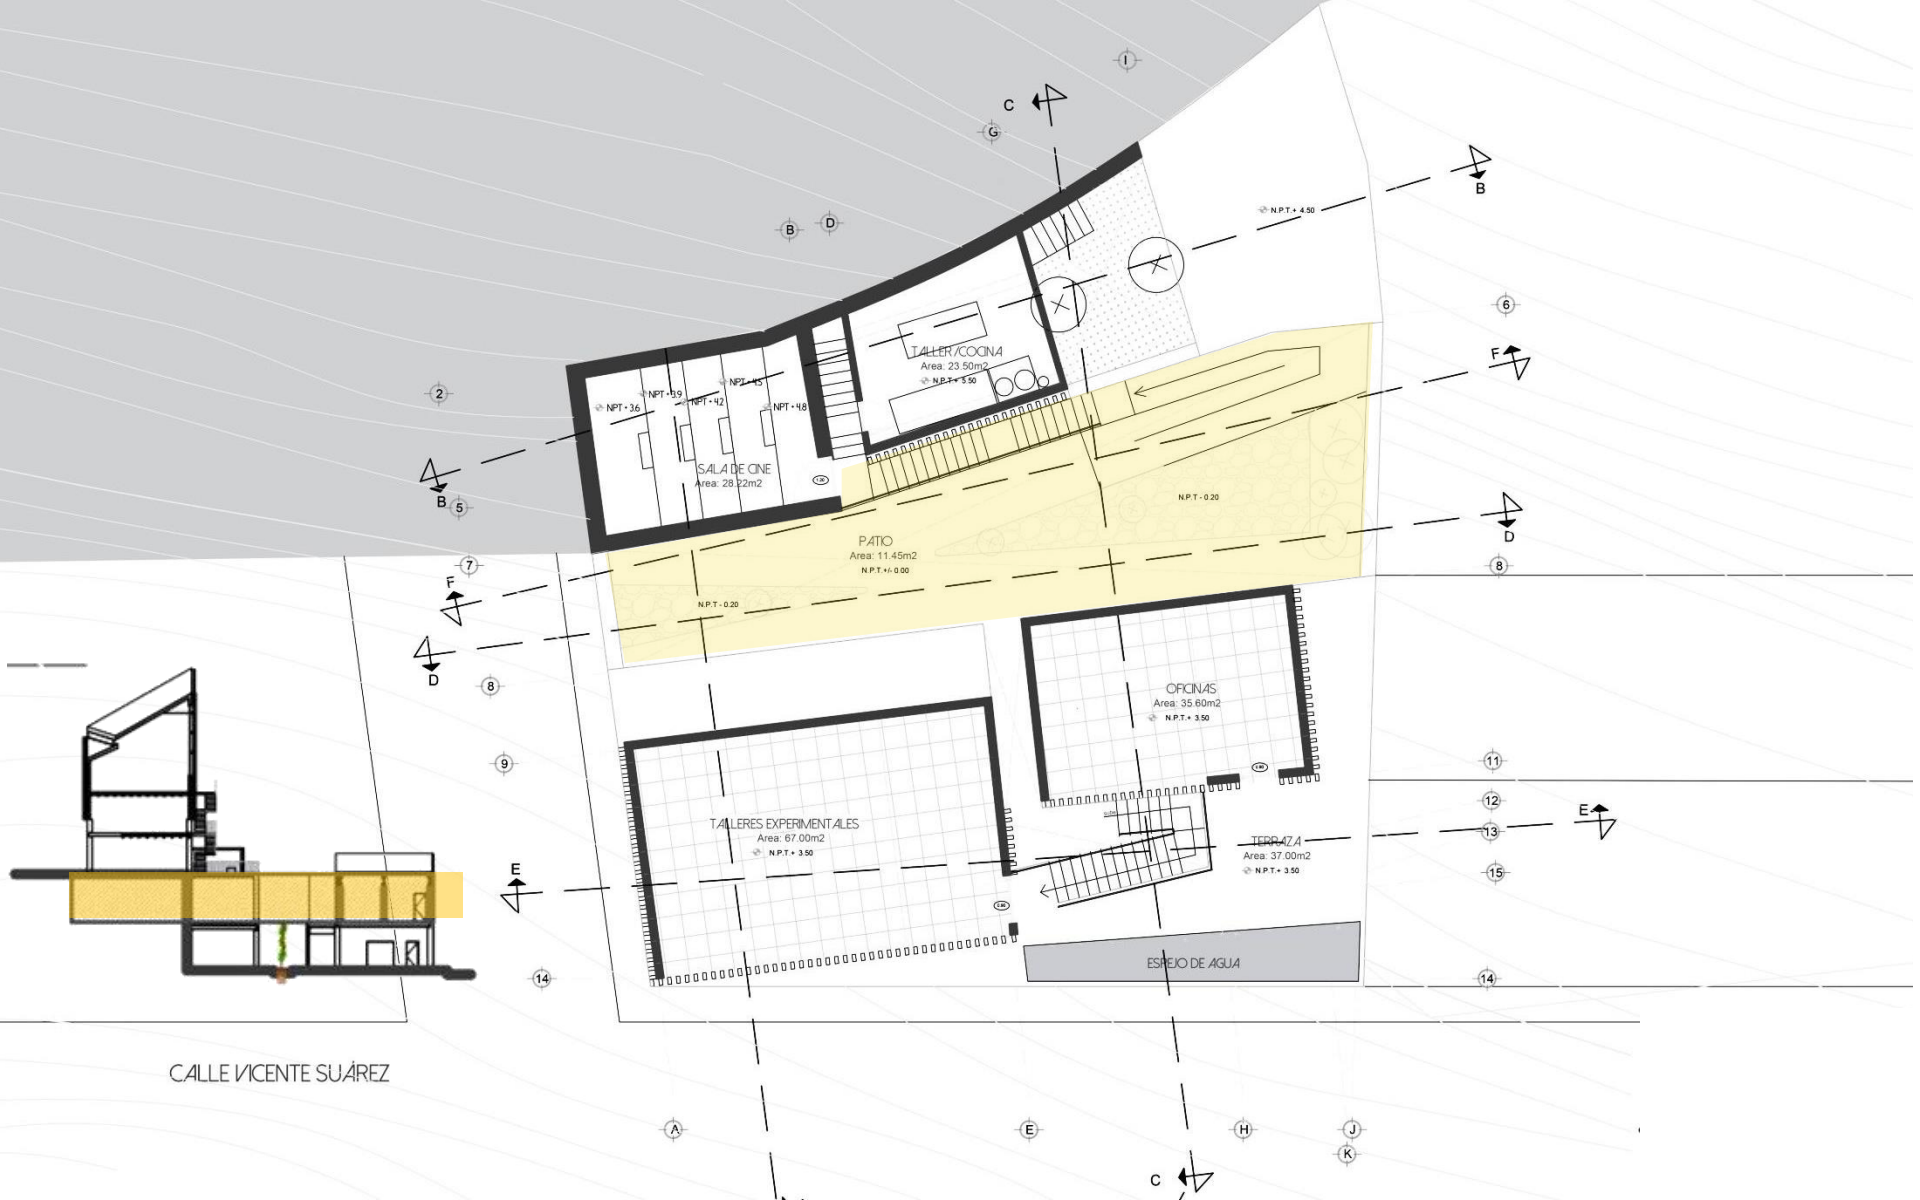 I
C
G
B
N.P.T.+ 4.50
B
D
6
TALLER /COCINA
Area: 23.50m2
N.P.T.+ 5.50
F
NPT + 4.5
2
NPT + 3.9
NPT + 3.6
NPT + 4.2
NPT + 4.8
SALA DE CINE
Area: 28.22m2
B
5
N.P.T - 0.20
D
PATIO
Area: 11.45m2
N.P.T.+/- 0.00
7
8
F
N.P.T - 0.20
D
8
OFICINAS
Area: 35.60m2
N.P.T.+ 3.50
9
11
12
E
TALLERES EXPERIMENTALES
Area: 67.00m2
N.P.T.+ 3.50
13
TERRAZA
Area: 37.00m2
N.P.T.+ 3.50
E
15
ESPEJO DE AGUA
14
14
CALLE VICENTE SUÁREZ
A
E
H
J
K
C